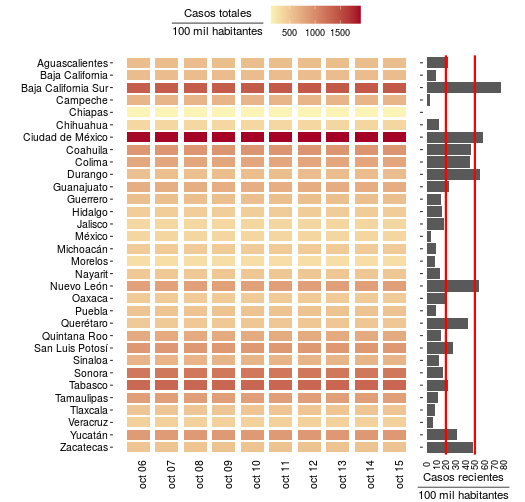 Casos totales
100 mil habitantes
500 1000 1500
Aguascalientes
Baja California
Baja California Sur
Campeche
Chiapas
Chihuahua
Ciudad de México
Coahuila
Colima
Durango
Guanajuato
Guerrero
Hidalgo
Jalisco
México
Michoacán
Morelos
Nayarit
Nuevo León
Oaxaca
Puebla
Querétaro
Quintana Roo
San Luis Potosí
Sinaloa
Sonora
Tabasco
Tamaulipas
Tlaxcala
Veracruz
Yucatán
Zacatecas
oct 06 oct 07 oct 08 oct 09 oct 10 oct 11 oct 12 oct 13 oct 14 oct 15
0 10 20 30 40 50 60 70 80
Casos recientes
100 mil habitantes